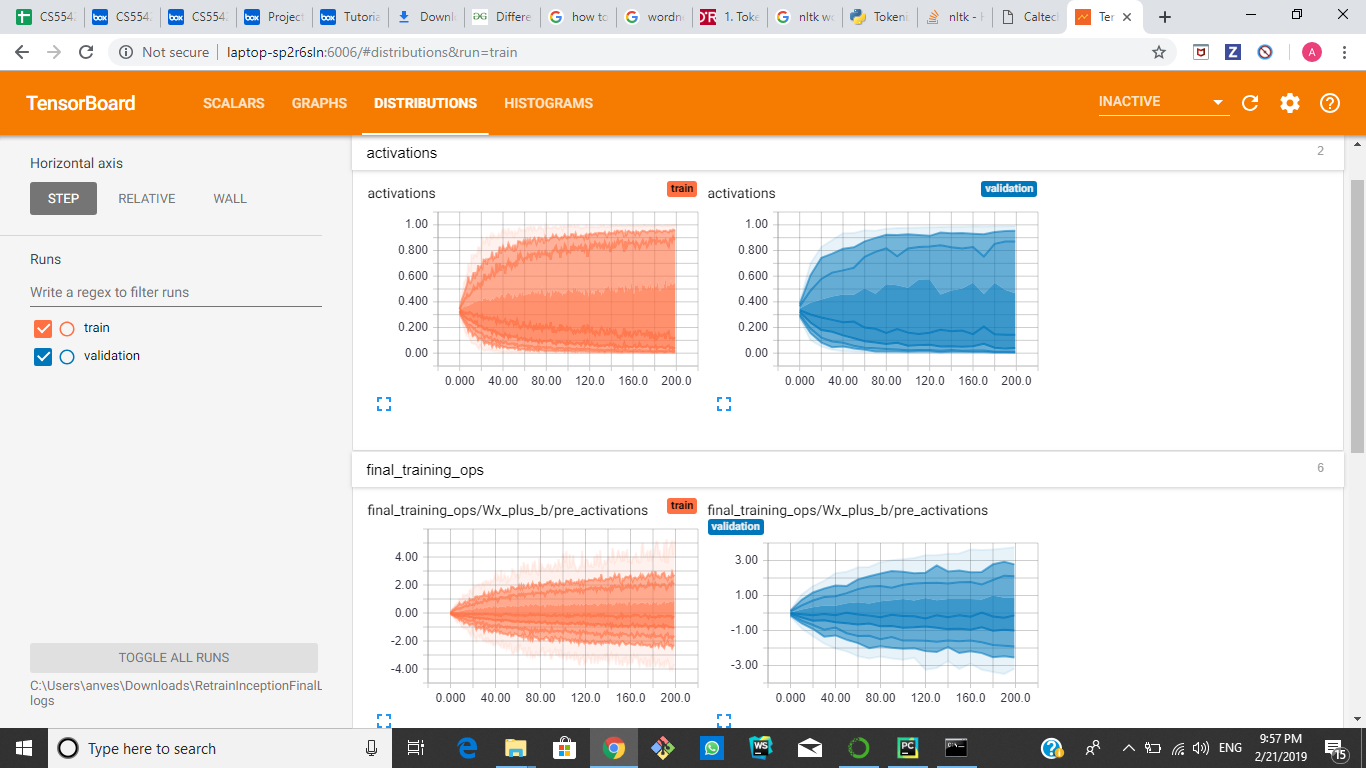 CS5542 CS5542 CS5542 Project Tutoria Downl Differe how to wordn 1. Toke nltk wo Tokeni nltk - Caltec Ten
Not secure | laptop-sp2r6sln:6006/#distributions&run=train
TensorBoard SCALARS GRAPHS DISTRIBUTIONS HISTOGRAMS INACTIVE
Horizontal axis
STEP RELATIVE WALL
Runs
Write a regex to filter runs
train
validation
TOGGLE ALL RUNS
C:\Users\anves\Downloads\RetrainInceptionFinalL
logs
activations 2
activations train
1.00
0.800
0.600
0.400
0.200
0.00
0.000 40.00 80.00 120.0 160.0 200.0
activations validation
1.00
0.800
0.600
0.400
0.200
0.00
0.000 40.00 80.00 120.0 160.0 200.0
final_training_ops 6
final_training_ops/Wx_plus_b/pre_activations train
4.00
2.00
0.00
-2.00
-4.00
0.000 40.00 80.00 120.0 160.0 200.0
final_training_ops/Wx_plus_b/pre_activations
validation
3.00
1.00
-1.00
-3.00
0.000 40.00 80.00 120.0 160.0 200.0
Type here to search
ENG
9:57 PM
2/21/2019
15